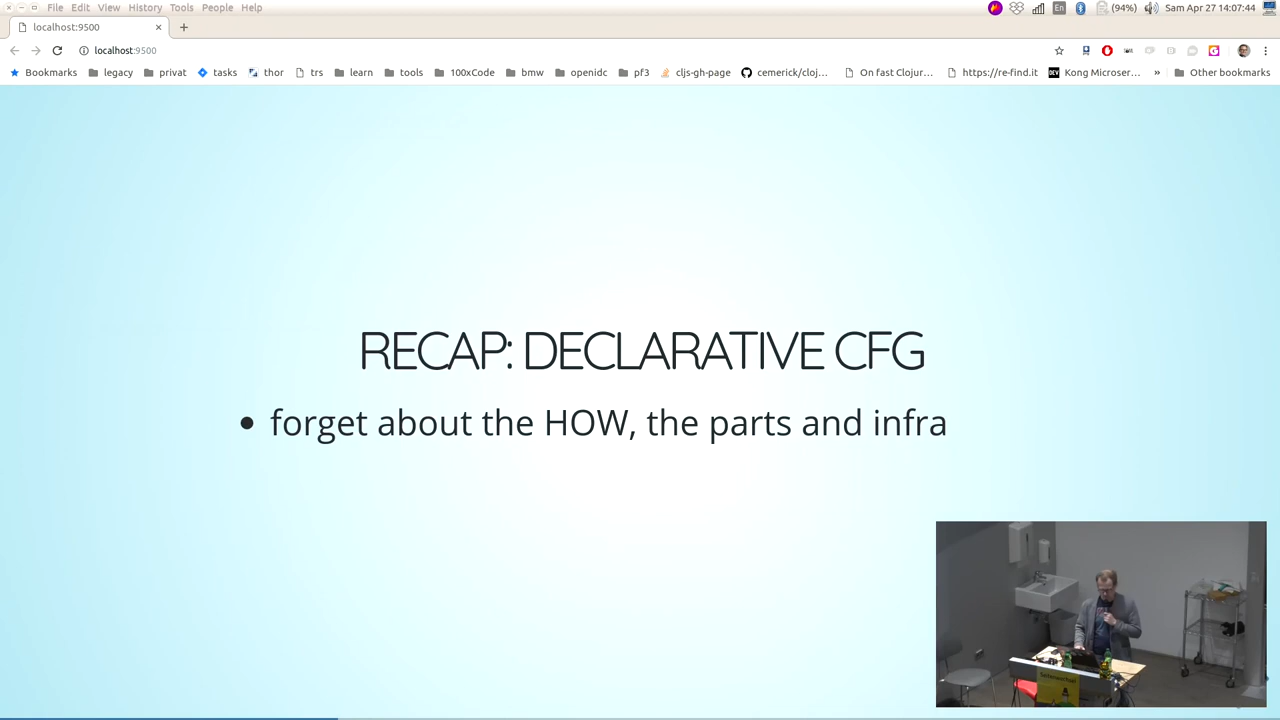 File Edit View History Tools People Help
En (94%) Sam Apr 27 14:07:44
localhost:9500
localhost:9500
Bookmarks legacy privat tasks thor trs learn tools 100xCode bmw openidc pf3 cljs-gh-page cemerick/cloj... On fast Clojur... https://re-find.it DEV Kong Microser... » Other bookmarks
RECAP: DECLARATIVE CFG
• forget about the HOW, the parts and infra